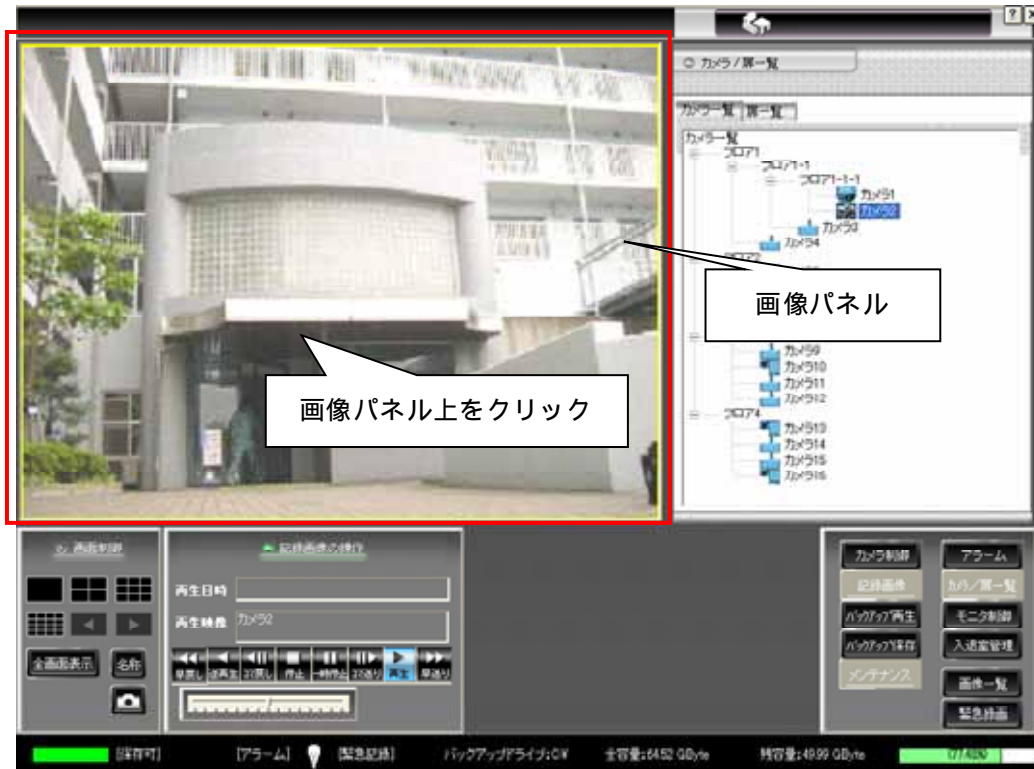 カメラ/扉一覧
カメラ一覧
扉一覧
カメラ一覧
フロア1
フロア1-1
フロア1-1-1
カメラ1
カメラ2
カメラ3
カメラ4
画像パネル
画像パネル上をクリック
カメラ9
カメラ10
カメラ11
カメラ12
フロア4
カメラ13
カメラ14
カメラ15
カメラ16
画面制御
記録画像の操作
再生日時
再生映像 カメラ2
全画面表示
名称
早戻し 逆再生 コマ戻し 停止 一時停止 コマ送り 再生 早送り
カメラ制御 アラーム
記録画像 カメラ/扉一覧
バックアップ再生 モニタ制御
バックアップ保存 入退室管理
メンテナンス 画像一覧
緊急録画
[保存可] [アラーム] [緊急記録] バックアップドライブ:C¥ 全容量:64.52 GByte 残容量:49.99 GByte